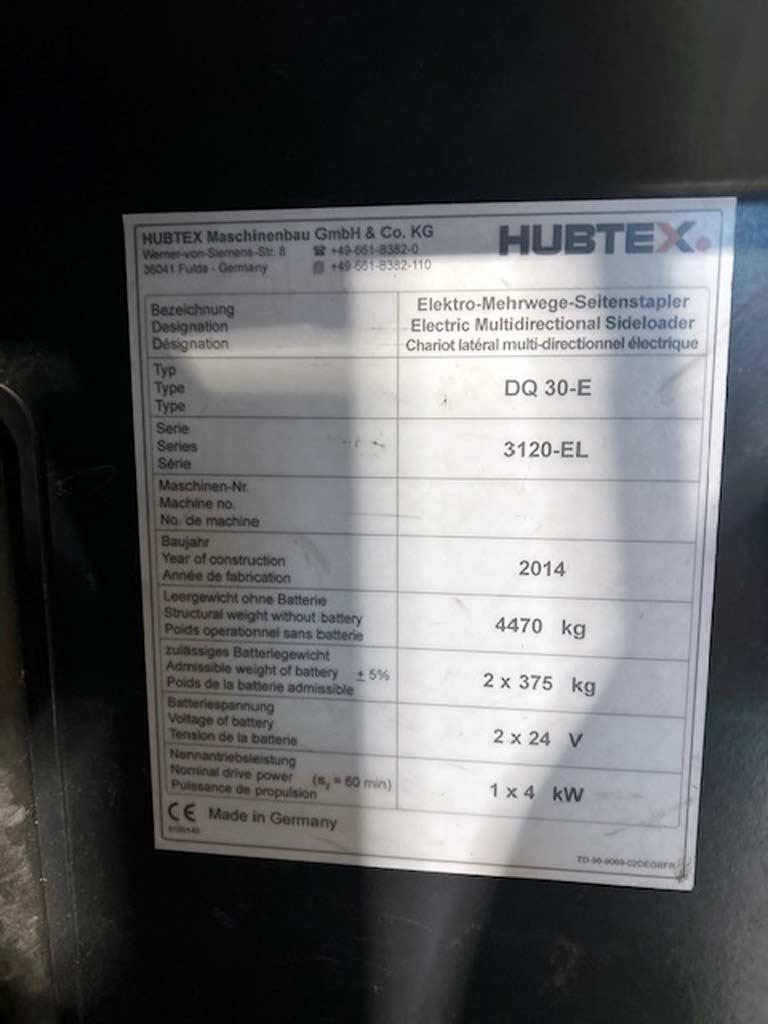 HUBTEX Maschinenbau GmbH & Co. KG
Werner-von-Siemens-Str. 8 ☎ +49-661-8382-0
36041 Fulda - Germany +49-661-8382-110
HUBTEX.
Bezeichnung
Designation
Désignation
Elektro-Mehrwege-Seitenstapler
Electric Multidirectional Sideloader
Chariot latéral multi-directionnel électrique
Typ
Type
Type
DQ 30-E
Serie
Series
Série
3120-EL
Maschinen-Nr.
Machine no.
No. de machine
Baujahr
Year of construction
Année de fabrication
2014
Leergewicht ohne Batterie
Structural weight without battery
Poids operationnel sans batterie
4470 kg
zulässiges Batteriegewicht
Admissible weight of battery ± 5%
Poids de la batterie admissible
2 x 375 kg
Batteriespannung
Voltage of battery
Tension de la batterie
2 x 24 V
Nennantriebsleistung
Nominal drive power (s₂ = 60 min)
Puissance de propulsion
1 x 4 kW
CE Made in Germany
TD-98-9069-02DEGBFR